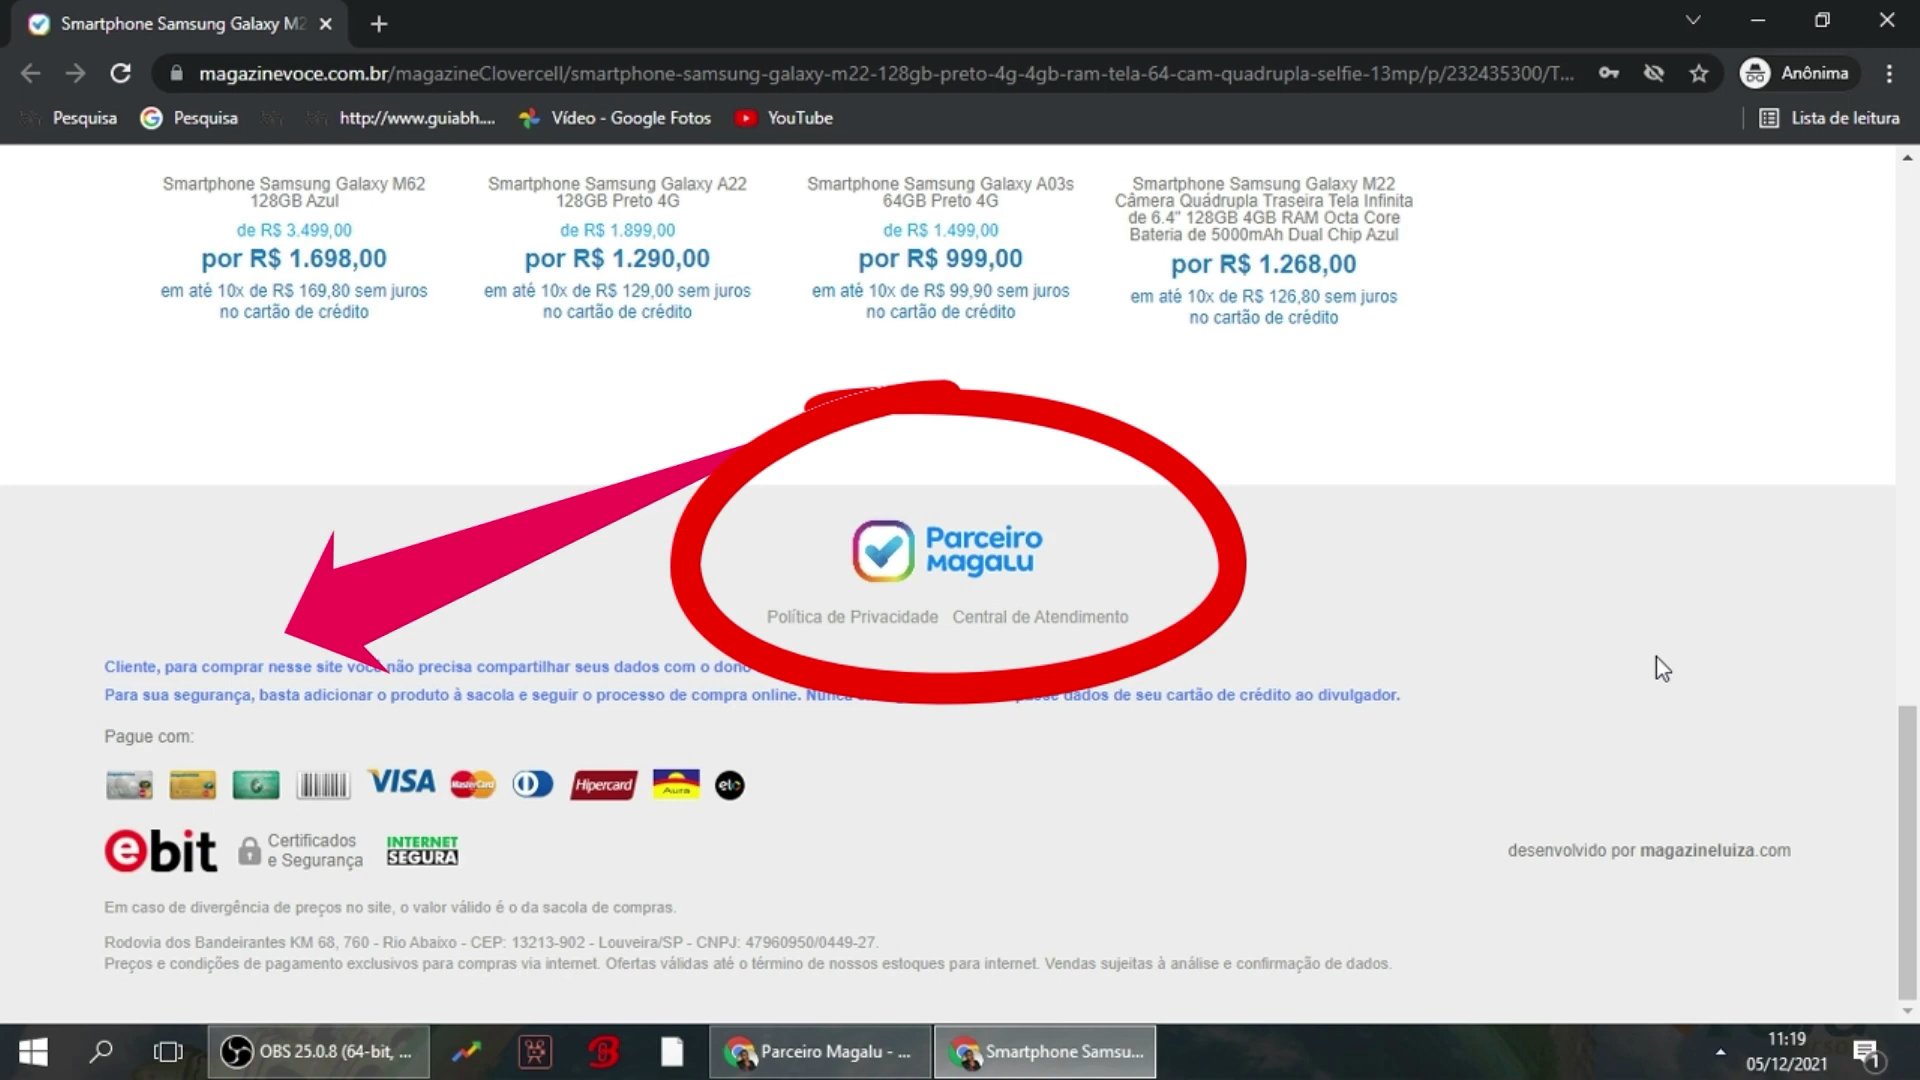 Smartphone Samsung Galaxy M2
magazinevoce.com.br/magazineClovercell/smartphone-samsung-galaxy-m22-128gb-preto-4g-4gb-ram-tela-64-cam-quadrupla-selfie-13mp/p/232435300/T...
Anônima
Pesquisa
Pesquisa
http://www.guiabh....
Vídeo - Google Fotos
YouTube
Lista de leitura
Smartphone Samsung Galaxy M62
128GB Azul
de R$ 3.499,00
por R$ 1.698,00
em até 10x de R$ 169,80 sem juros
no cartão de crédito
Smartphone Samsung Galaxy A22
128GB Preto 4G
de R$ 1.899,00
por R$ 1.290,00
em até 10x de R$ 129,00 sem juros
no cartão de crédito
Smartphone Samsung Galaxy A03s
64GB Preto 4G
de R$ 1.499,00
por R$ 999,00
em até 10x de R$ 99,90 sem juros
no cartão de crédito
Smartphone Samsung Galaxy M22
Câmera Quádrupla Traseira Tela Infinita
de 6.4" 128GB 4GB RAM Octa Core
Bateria de 5000mAh Dual Chip Azul
por R$ 1.268,00
em até 10x de R$ 126,80 sem juros
no cartão de crédito
Parceiro
Magalu
Política de Privacidade Central de Atendimento
Cliente, para comprar nesse site você não precisa compartilhar seus dados com o dono
Para sua segurança, basta adicionar o produto à sacola e seguir o processo de compra online. Nunca dados de seu cartão de crédito ao divulgador.
Pague com:
VISA
MasterCard
Hipercard
Aura
elo
ebit
Certificados
e Segurança
INTERNET
SEGURA
desenvolvido por magazineluiza.com
Em caso de divergência de preços no site, o valor válido é o da sacola de compras.
Rodovia dos Bandeirantes KM 68, 760 - Rio Abaixo - CEP: 13213-902 - Louveira/SP - CNPJ: 47960950/0449-27.
Preços e condições de pagamento exclusivos para compras via internet. Ofertas válidas até o término de nossos estoques para internet. Vendas sujeitas à análise e confirmação de dados.
OBS 25.0.8 (64-bit, ...
Parceiro Magalu - ...
Smartphone Samsu...
11:19
05/12/2021
1